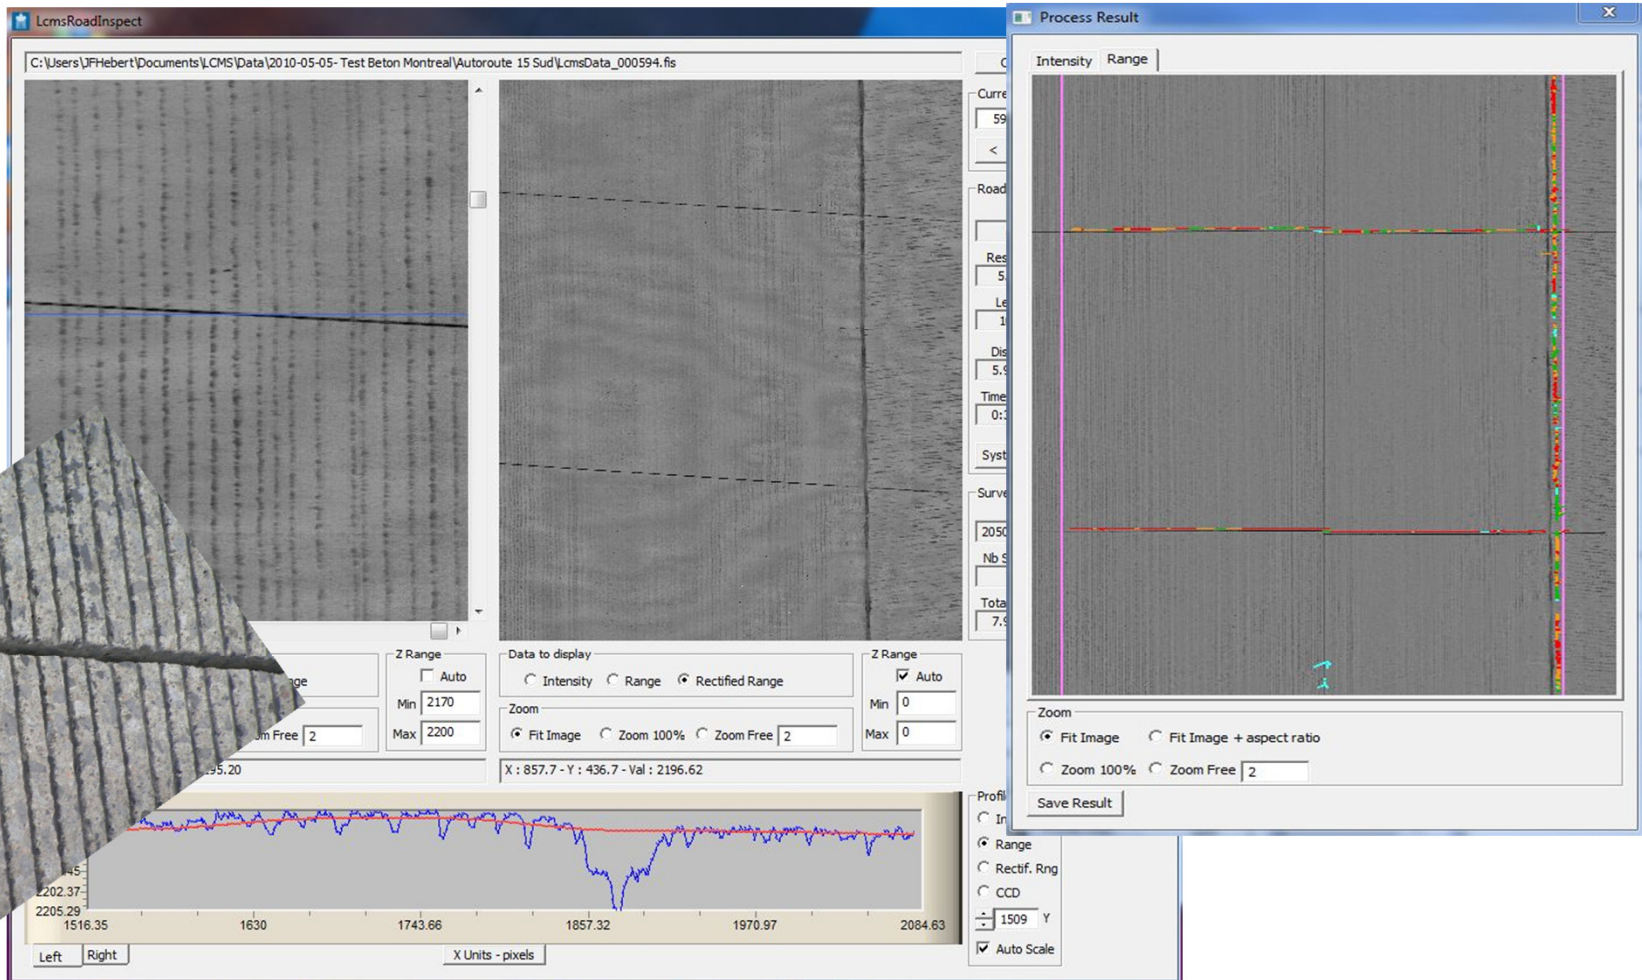 LcmsRoadInspect
C:\Users\JFHebert\Documents\LCMS\Data\2010-05-05- Test Beton Montreal\Autoroute 15 Sud\LcmsData_000594.fis
Curre
59
<
Road
Res
5.
Le
Dis
5.9
Time
Syst
Surve
2050
Nb S
Tota
7.9
Process Result
Intensity Range
Zoom
Fit Image Fit Image + aspect ratio
Zoom 100% Zoom Free 2
Save Result
Z Range
Auto
Min 2170
Max 2200
Free 2
95.20
Data to display
Intensity Range Rectified Range
Zoom
Fit Image Zoom 100% Zoom Free 2
Z Range
Auto
Min 0
Max 0
X : 857.7 - Y : 436.7 - Val : 2196.62
2202.37
2205.29
1516.35 1630 1743.66 1857.32 1970.97 2084.63
Left Right X Units - pixels
Profil
In
Range
Rectif. Rng
CCD
1509 Y
Auto Scale